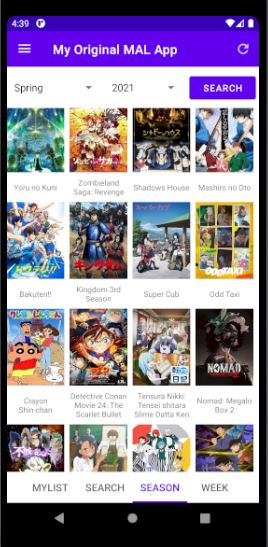 4:39
My Original MAL App
Spring
2021
SEARCH
Yoru no Kuni
Zombieland
Saga: Revenge
Shadows House
Mashiro no Oto
ODDTAXI
Bakuten!!
Kingdom 3rd
Season
Super Cub
Odd Taxi
NOMAD
Crayon
Shin-chan
Detective Conan
Movie 24: The
Scarlet Bullet
Tensura Nikki:
Tensei shitara
Slime Datta Ken
Nomad: Megalo
Box 2
MYLIST
SEARCH
SEASON
WEEK